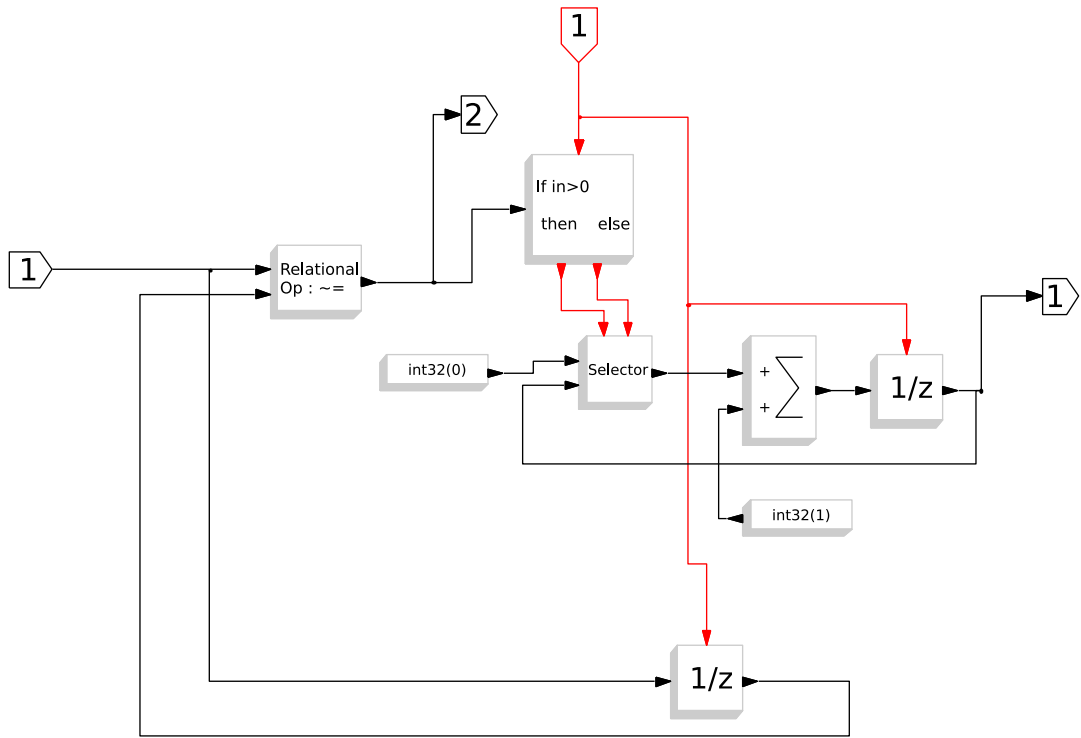 1
2
If in>0
then else
1
Relational
Op : ~=
1
int32(0)
Selector
+
+
∑
1/z
int32(1)
1/z